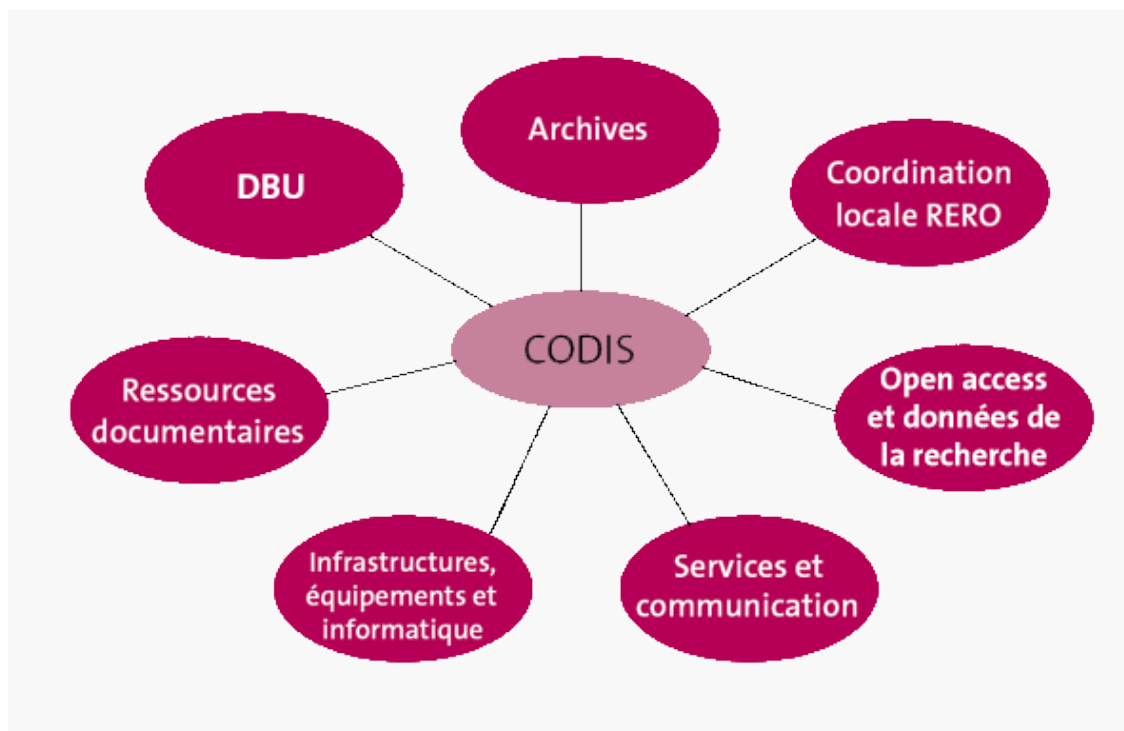 Archives
DBU
Coordination
locale RERO
CODIS
Ressources
documentaires
Open access
et données de
la recherche
Infrastructures,
équipements et
informatique
Services et
communication